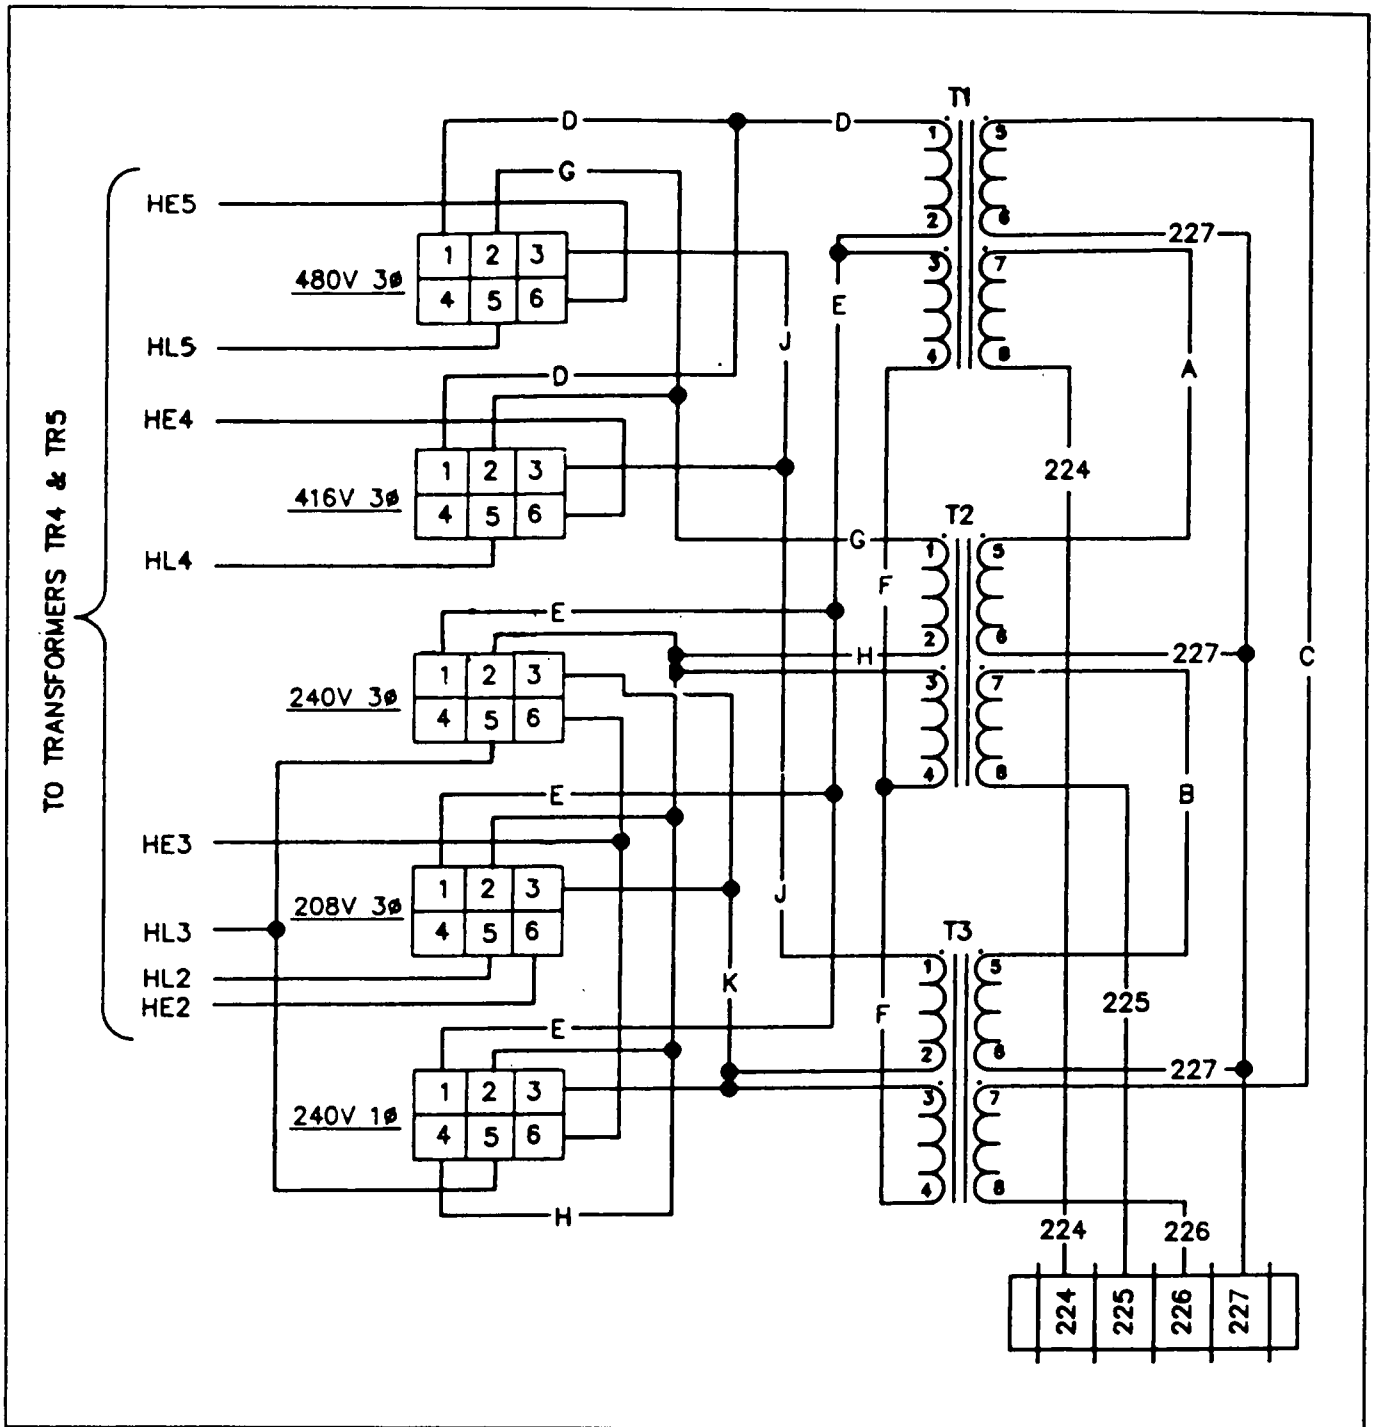 T1
D D
1 5
G
HE5
2 6
227
1 2 3
3 7
480V 3ø
4 5 6
E
J
HL5
4 8
D
A
TO TRANSFORMERS TR4 & TR5
HE4
1 2 3
224
416V 3ø
4 5 6
T2
G
1 5
HL4
F
E
2 6
H 227 C
1 2 3
3 7
240V 3ø
4 5 6
4 8
E B
HE3
1 2 3
J
208V 3ø
HL3
4 5 6
T3
1 5
HL2
K
HE2
225
F
E
2 6
227
1 2 3
3 7
240V 1ø
4 5 6
4 8
H
224 226
224 225 226 227